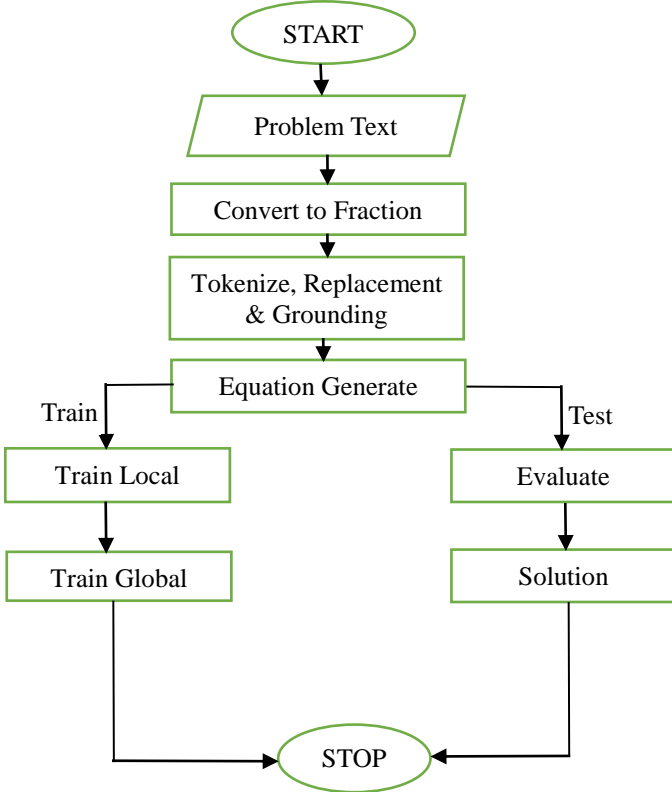 START
Problem Text
Convert to Fraction
Tokenize, Replacement
& Grounding
Equation Generate
Train
Test
Train Local
Evaluate
Train Global
Solution
STOP